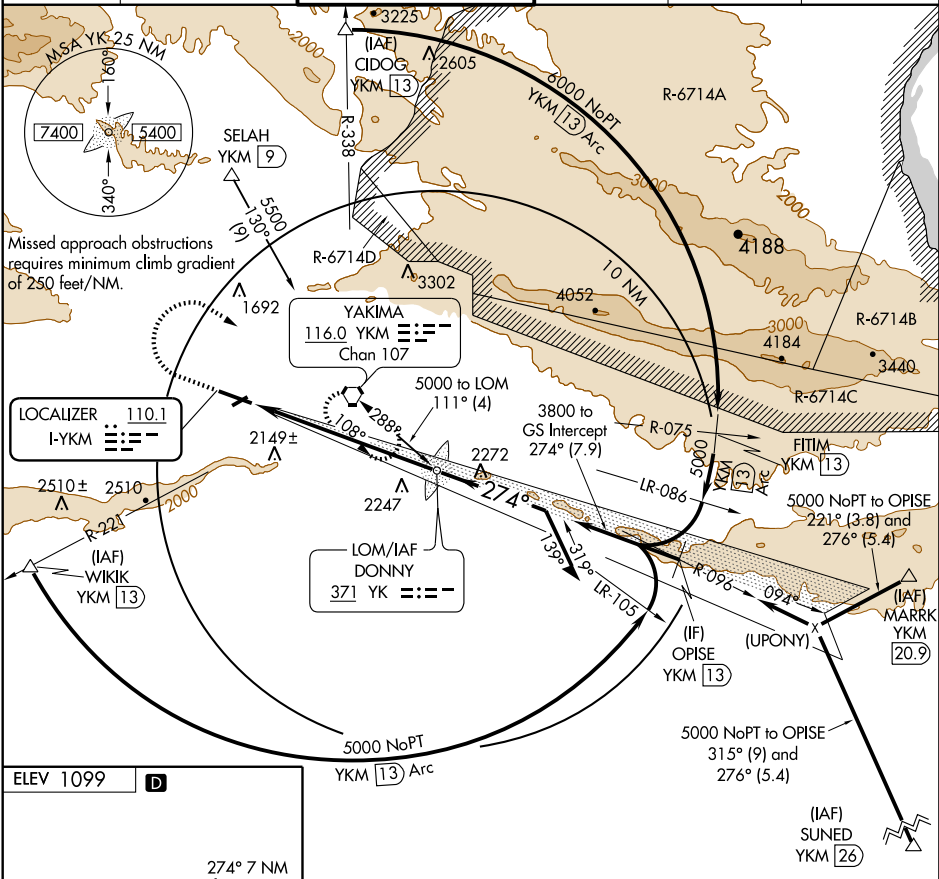 MSA YK 25 NM
160°
7400
5400
340°
3225
2000
(IAF)
CIDOG
YKM 13
2605
6000 NoPT
YKM 13 Arc
R-6714A
SELAH
YKM 9
R-338
3000
2000
5500
130°
(9)
4188
Missed approach obstructions
requires minimum climb gradient
of 250 feet/NM.
R-6714D
3302
10 NM
4052
1692
YAKIMA
116.0 YKM
Chan 107
3000
4184
R-6714B
3440
R-6714C
5000 to LOM
111° (4)
288°
108°
LOCALIZER 110.1
I-YKM
3800 to
GS Intercept
274° (7.9)
R-075
FITIM
YKM 13
5000
YKM 13 Arc
2149±
2272
274°
LR-086
5000 NoPT to OPISE
221° (3.8) and
276° (5.4)
2510±
2510
2000
R-221
2247
(IAF)
WIKIK
YKM 13
LOM/IAF
DONNY
371 YK
139°
319°
LR-105
R-096
094°
(IAF)
MARRK
YKM
20.9
(IF)
OPISE
YKM 13
(UPONY)
5000 NoPT
YKM 13 Arc
5000 NoPT to OPISE
315° (9) and
276° (5.4)
ELEV 1099
D
(IAF)
SUNED
YKM 26
274° 7 NM